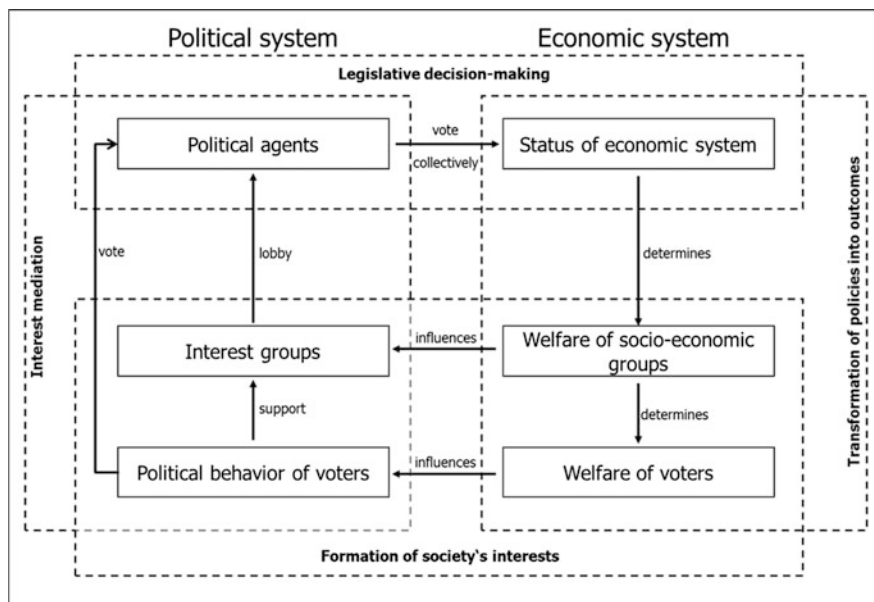 Political system
Economic system
Legislative decision-making
Political agents
vote
collectively
Status of economic system
Interest mediation
vote
lobby
determines
Transformation of policies into outcomes
Interest groups
influences
Welfare of socio-economic
groups
support
determines
Political behavior of voters
influences
Welfare of voters
Formation of society's interests